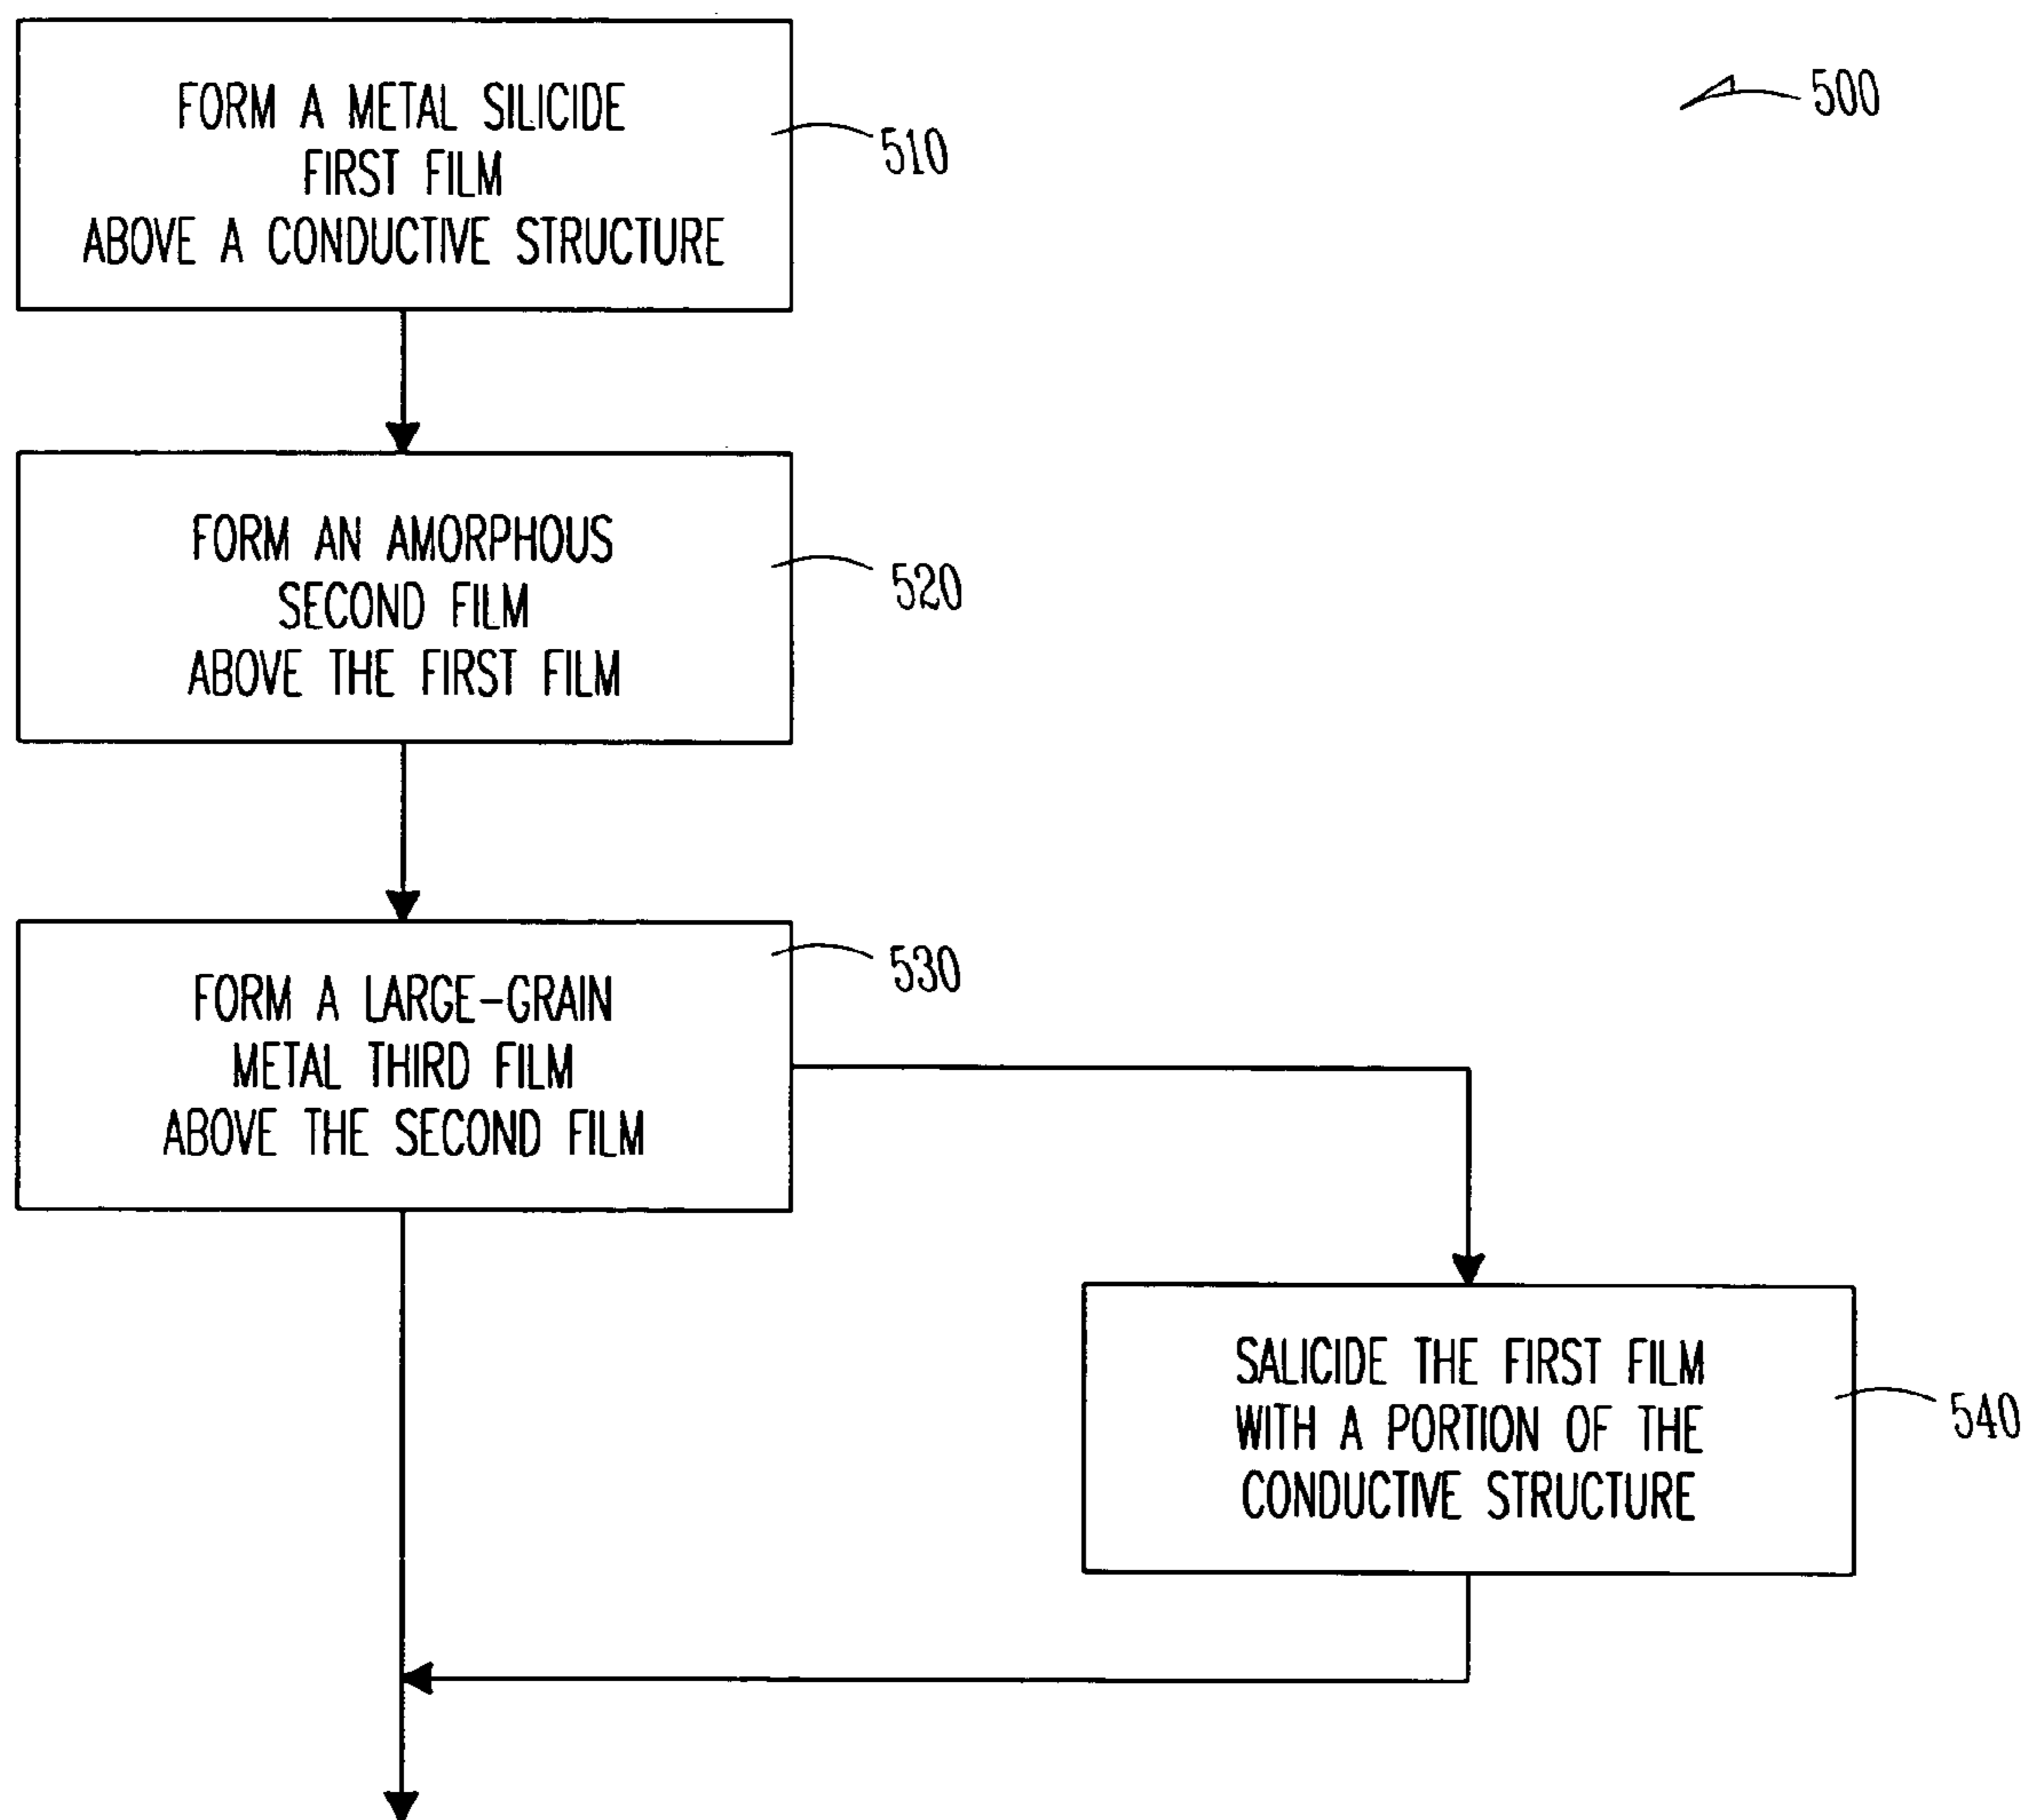 FORM A METAL SILICIDE
FIRST FILM
ABOVE A CONDUCTIVE STRUCTURE
510
500
FORM AN AMORPHOUS
SECOND FILM
ABOVE THE FIRST FILM
520
FORM A LARGE-GRAIN
METAL THIRD FILM
ABOVE THE SECOND FILM
530
SALICIDE THE FIRST FILM
WITH A PORTION OF THE
CONDUCTIVE STRUCTURE
540